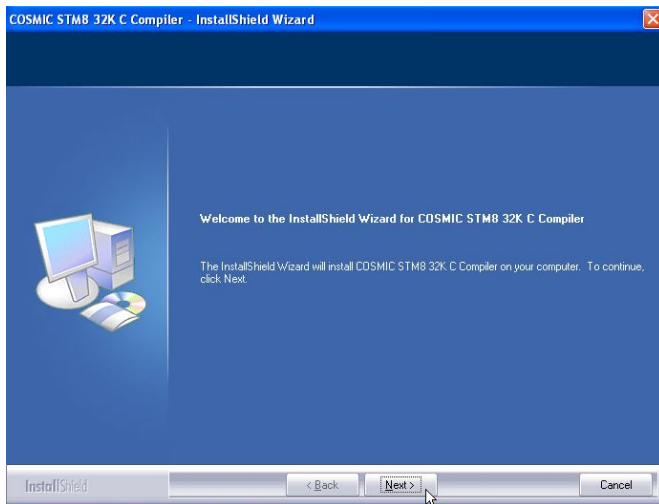 COSMIC STM8 32K C Compiler - InstallShield Wizard
Welcome to the InstallShield Wizard for COSMIC STM8 32K C Compiler
The InstallShield Wizard will install COSMIC STM8 32K C Compiler on your computer. To continue,
click Next.
InstallShield
< Back
Next >
Cancel